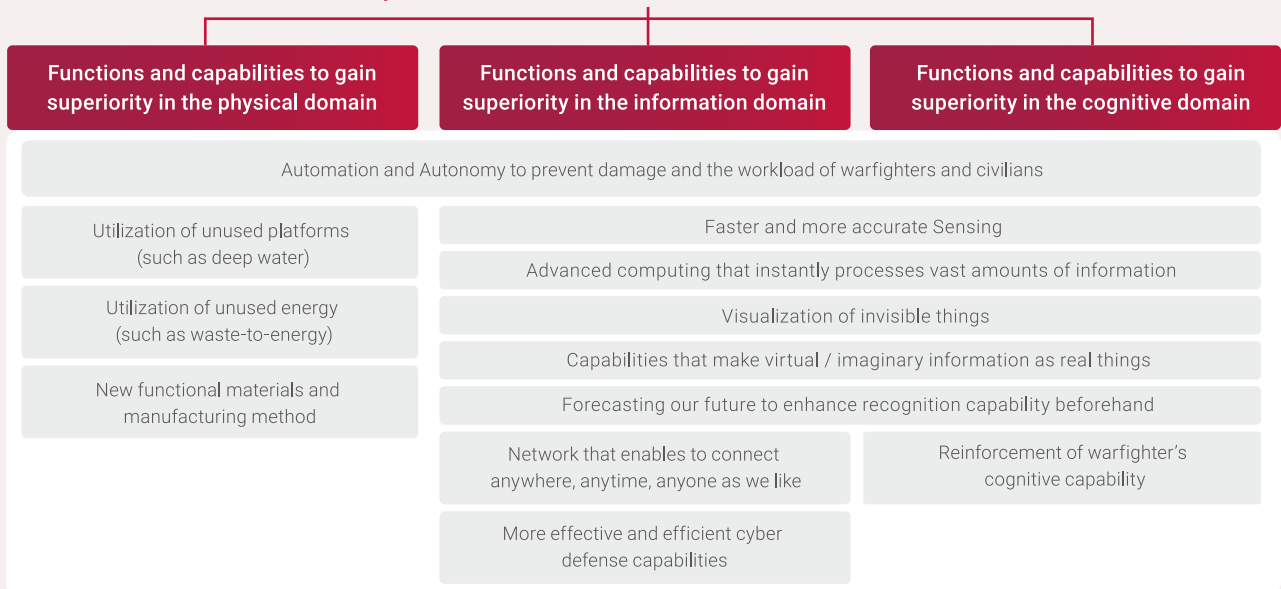 Functions and capabilities to gain
superiority in the physical domain
Functions and capabilities to gain
superiority in the information domain
Functions and capabilities to gain
superiority in the cognitive domain
Automation and Autonomy to prevent damage and the workload of warfighters and civilians
Utilization of unused platforms
(such as deep water)
Utilization of unused energy
(such as waste-to-energy)
New functional materials and
manufacturing method
Faster and more accurate Sensing
Advanced computing that instantly processes vast amounts of information
Visualization of invisible things
Capabilities that make virtual / imaginary information as real things
Forecasting our future to enhance recognition capability beforehand
Network that enables to connect
anywhere, anytime, anyone as we like
Reinforcement of warfighter's
cognitive capability
More effective and efficient cyber
defense capabilities